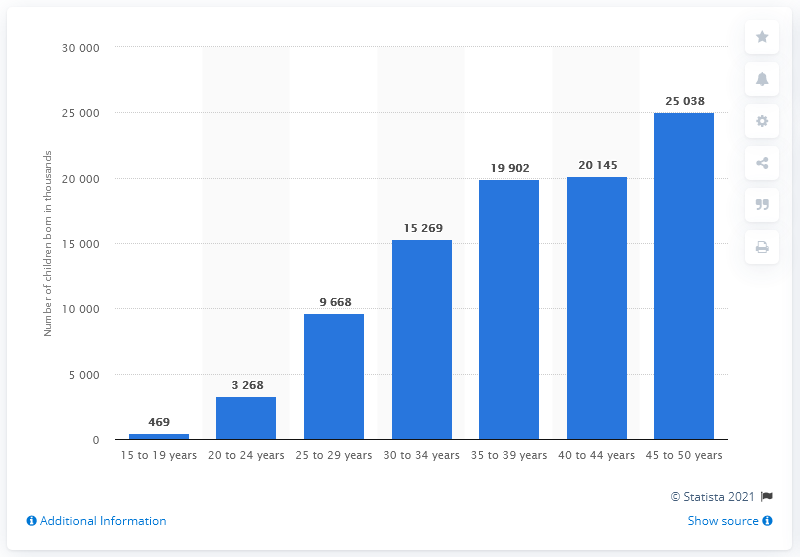 30 000
25 000
20 000
15 000
10 000
5 000
0
Number of children born in thousands
469
3 268
9 668
15 269
19 902
20 145
25 038
15 to 19 years
20 to 24 years
25 to 29 years
30 to 34 years
35 to 39 years
40 to 44 years
45 to 50 years
© Statista 2021
Additional Information
Show source